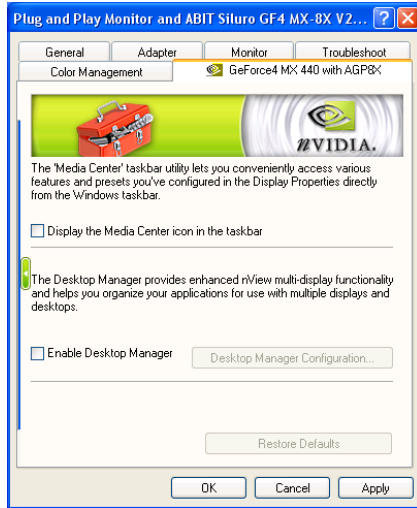 Plug and Play Monitor and ABIT Siluro GF4 MX-8X V2...
General Adapter Monitor Troubleshoot
Color Management GeForce4 MX 440 with AGP8X
nVIDIA.
The 'Media Center' taskbar utility lets you conveniently access various
features and presets you've configured in the Display Properties directly
from the Windows taskbar.
Display the Media Center icon in the taskbar
The Desktop Manager provides enhanced nView multi-display functionality
and helps you organize your applications for use with multiple displays and
desktops.
Enable Desktop Manager Desktop Manager Configuration...
Restore Defaults
OK Cancel Apply